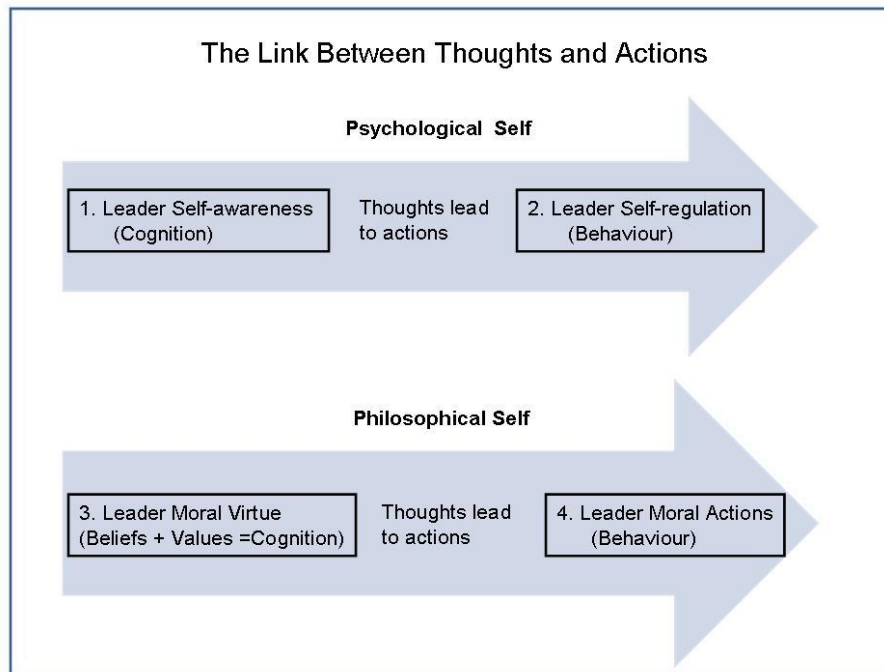 The Link Between Thoughts and Actions
Psychological Self
1. Leader Self-awareness
(Cognition)
Thoughts lead
to actions
2. Leader Self-regulation
(Behaviour)
Philosophical Self
3. Leader Moral Virtue
(Beliefs + Values =Cognition)
Thoughts lead
to actions
4. Leader Moral Actions
(Behaviour)